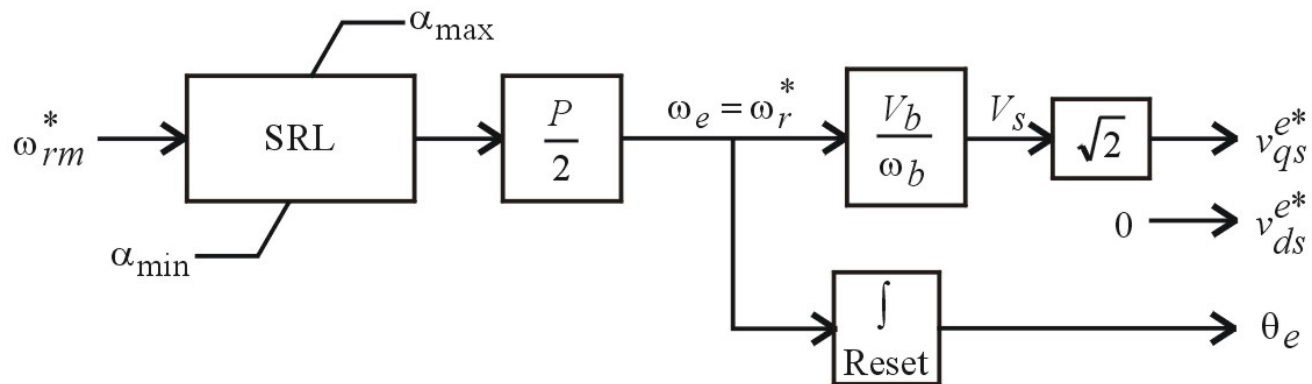 α_max
ω*_rm
SRL
P/2
ω_e = ω*_r
V_b/ω_b
V_s
√2
v^e*_qs
0
v^e*_ds
α_min
∫
Reset
θ_e